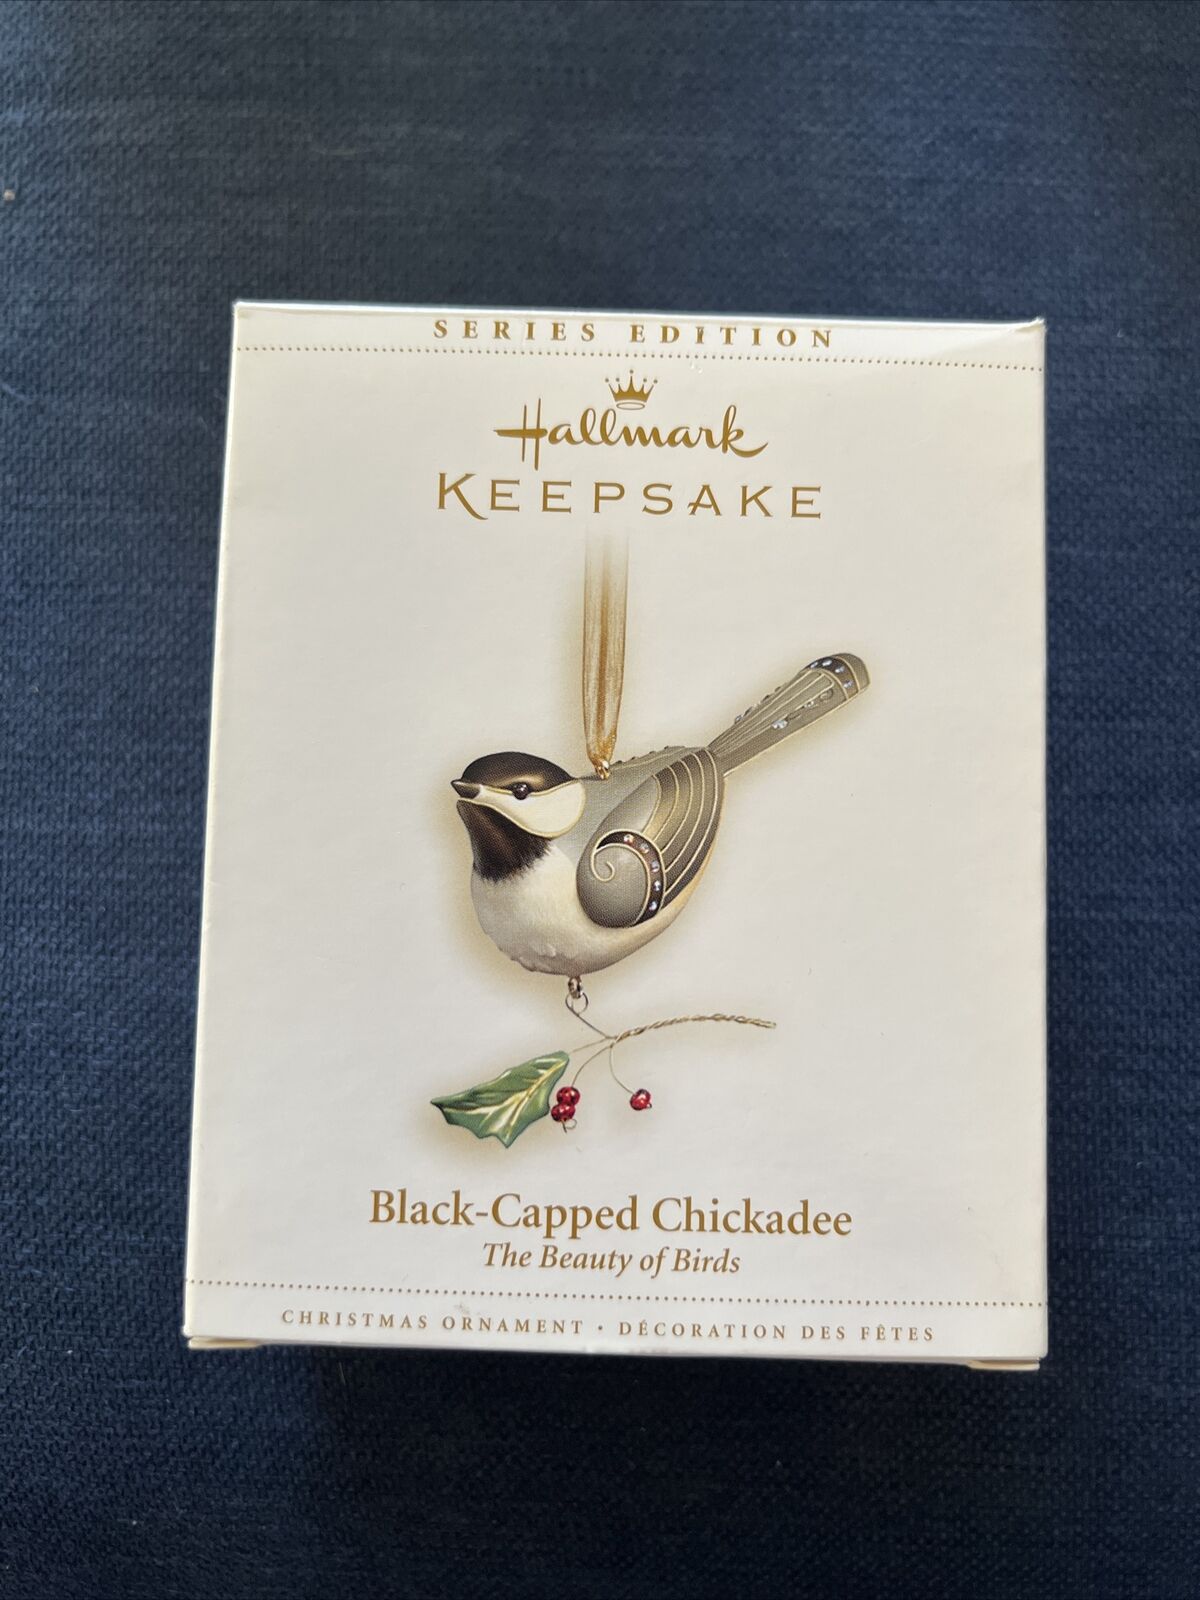 SERIES EDITION
Hallmark
KEEPSAKE
Black-Capped Chickadee
The Beauty of Birds
CHRISTMAS ORNAMENT • DÉCORATION DES FÊTES